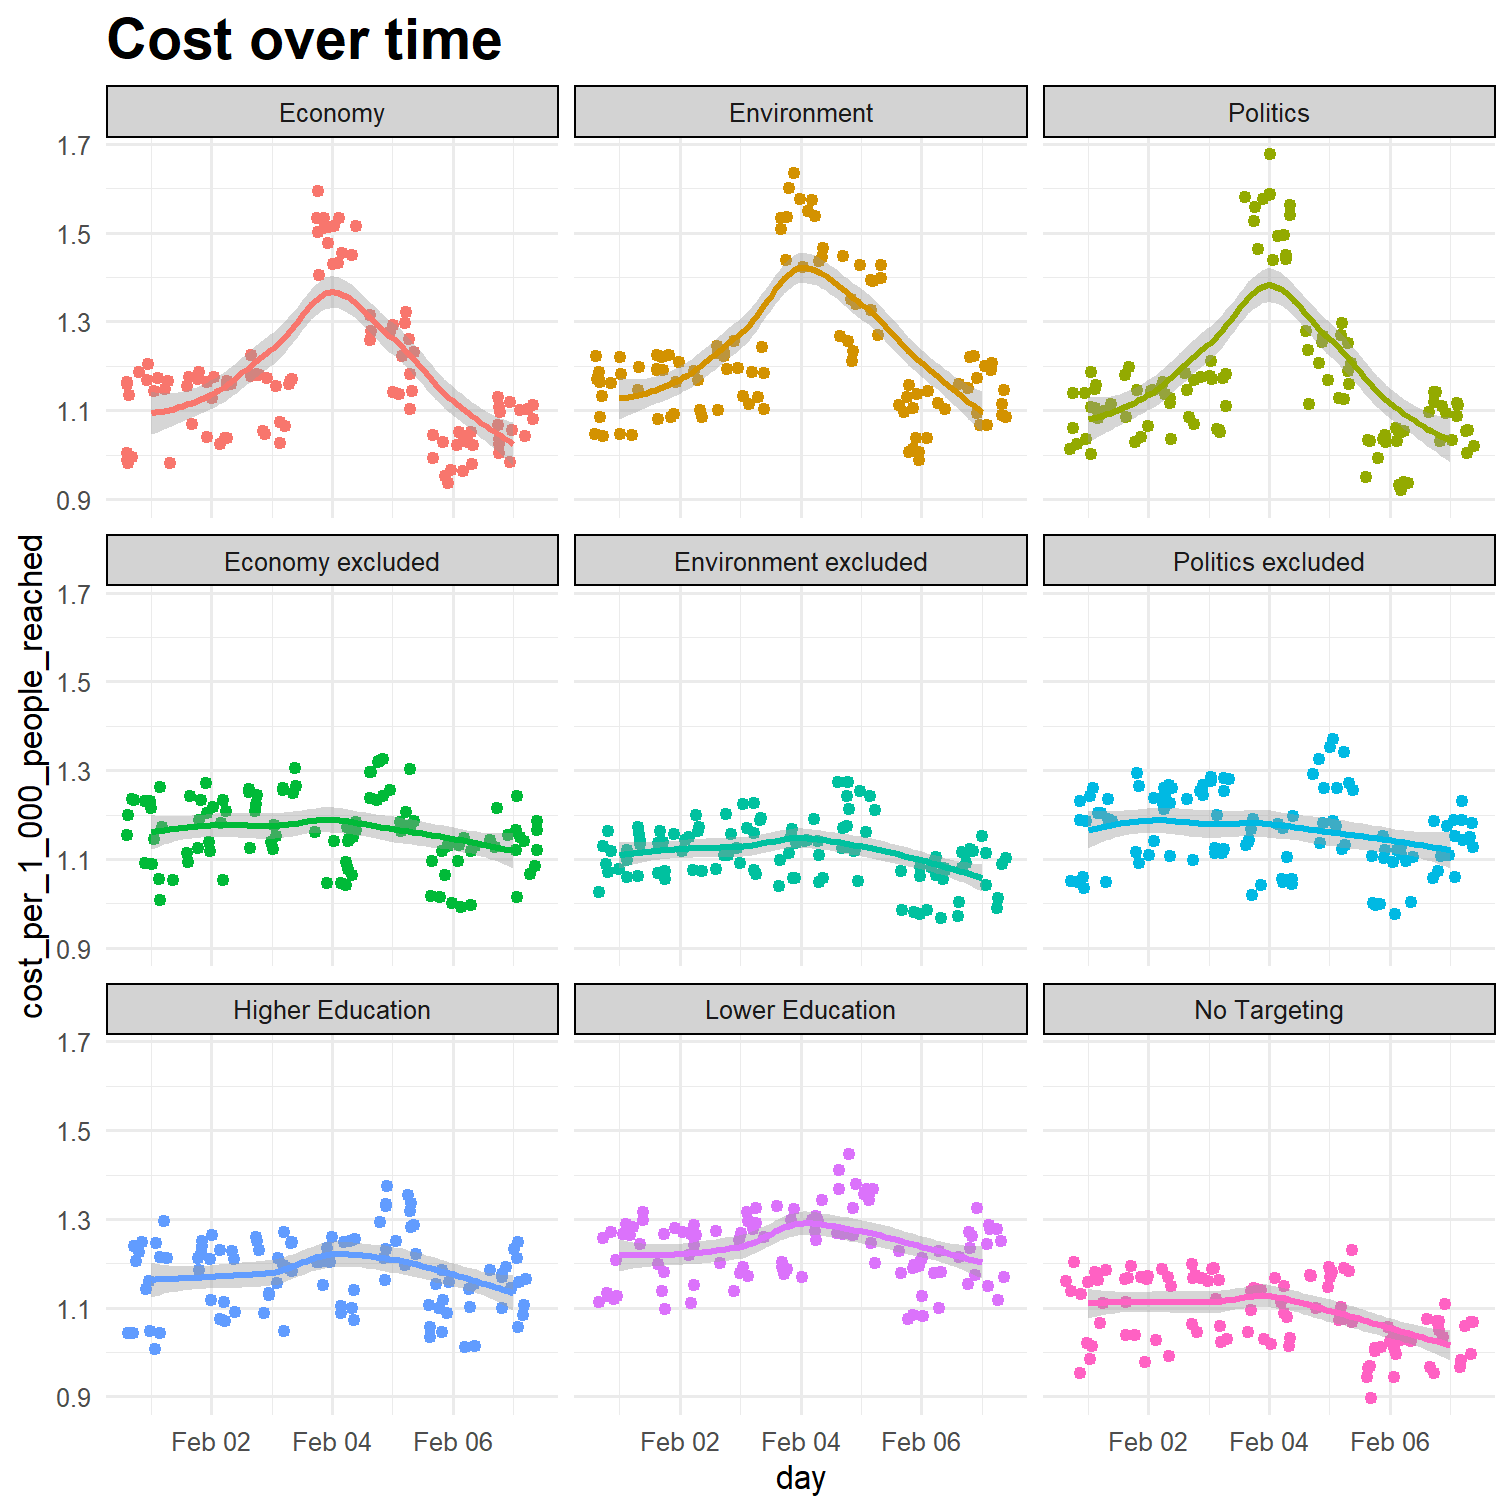 Cost over time
Economy
Environment
Politics
1.7
1.5
1.3
1.1
0.9
Economy excluded
Environment excluded
Politics excluded
1.7
1.5
1.3
1.1
0.9
cost_per_1_000_people_reached
Higher Education
Lower Education
No Targeting
1.7
1.5
1.3
1.1
0.9
Feb 02 Feb 04 Feb 06
Feb 02 Feb 04 Feb 06
Feb 02 Feb 04 Feb 06
day